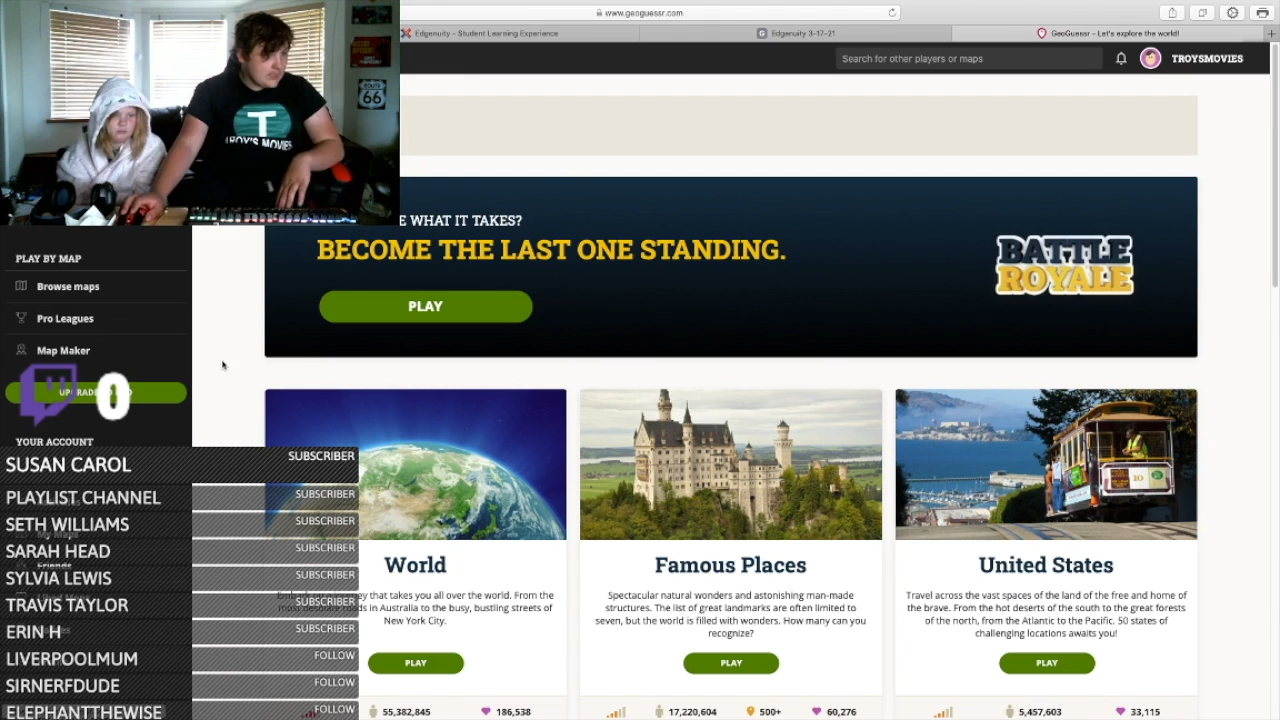 www.geoguessr.com
Edgenuity - Student Learning Experience
Edgenuity 3-17-21
GeoGuessr - Let's explore the world!
Search for other players or maps
TROYSMOVIES
ROUTE
66
T
TROY'S MOVIES
E WHAT IT TAKES?
BECOME THE LAST ONE STANDING.
PLAY
BATTLE
ROYALE
PLAY BY MAP
Browse maps
Pro Leagues
Map Maker
0
YOUR ACCOUNT
SUSAN CAROL SUBSCRIBER
PLAYLIST CHANNEL SUBSCRIBER
SETH WILLIAMS SUBSCRIBER
My Maps
SARAH HEAD SUBSCRIBER
Friends
SYLVIA LEWIS SUBSCRIBER
TRAVIS TAYLOR SUBSCRIBER
ERIN H SUBSCRIBER
LIVERPOOLMUM FOLLOW
SIRNERFDUDE FOLLOW
ELEPHANTTHEWISE FOLLOW
World
y that takes you all over the world. From the
ds in Australia to the busy, bustling streets of
New York City.
PLAY
55,382,845 186,538
Famous Places
Spectacular natural wonders and astonishing man-made
structures. The list of great landmarks are often limited to
seven, but the world is filled with wonders. How many can you
recognize?
PLAY
17,220,604 500+ 60,276
10
United States
Travel across the vast spaces of the land of the free and home of
the brave. From the hot deserts of the south to the great forests
of the north, from the Atlantic to the Pacific. 50 states of
challenging locations awaits you!
PLAY
5,457,603 33,115